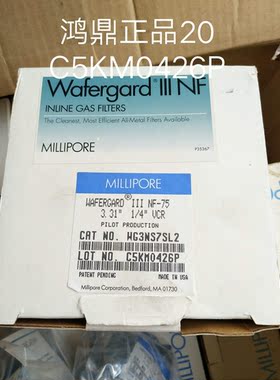 鸿鼎正品20
C5KM0426P
Wafergard® III NF
INLINE GAS FILTERS
The Cleanest, Most Efficient All-Metal Filters Available
MILLIPORE
P35267
MILLIPORE
WAFERGARD® III NF-75
3.31" 1/4" VCR
PILOT PRODUCTION
CAT NO. WG3NS7SL2
LOT NO. C5KM0426P
PATENT PENDING
MADE IN USA
Millipore Corporation, Bedford, MA 01730